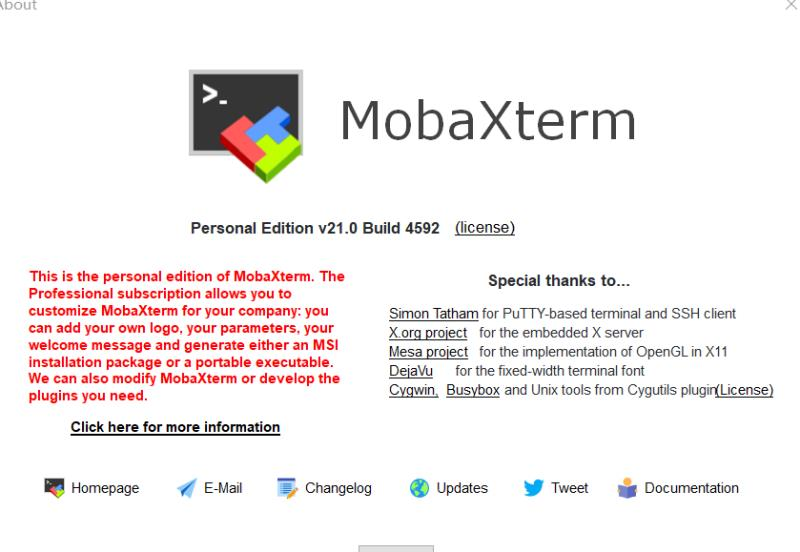 About
>_
MobaXterm
Personal Edition v21.0 Build 4592 (license)
This is the personal edition of MobaXterm. The
Professional subscription allows you to
customize MobaXterm for your company: you
can add your own logo, your parameters, your
welcome message and generate either an MSI
installation package or a portable executable.
We can also modify MobaXterm or develop the
plugins you need.
Click here for more information
Special thanks to...
Simon Tatham for PuTTY-based terminal and SSH client
X.org project for the embedded X server
Mesa project for the implementation of OpenGL in X11
DejaVu for the fixed-width terminal font
Cygwin, Busybox and Unix tools from Cygutils plugin(License)
Homepage E-Mail Changelog Updates Tweet Documentation